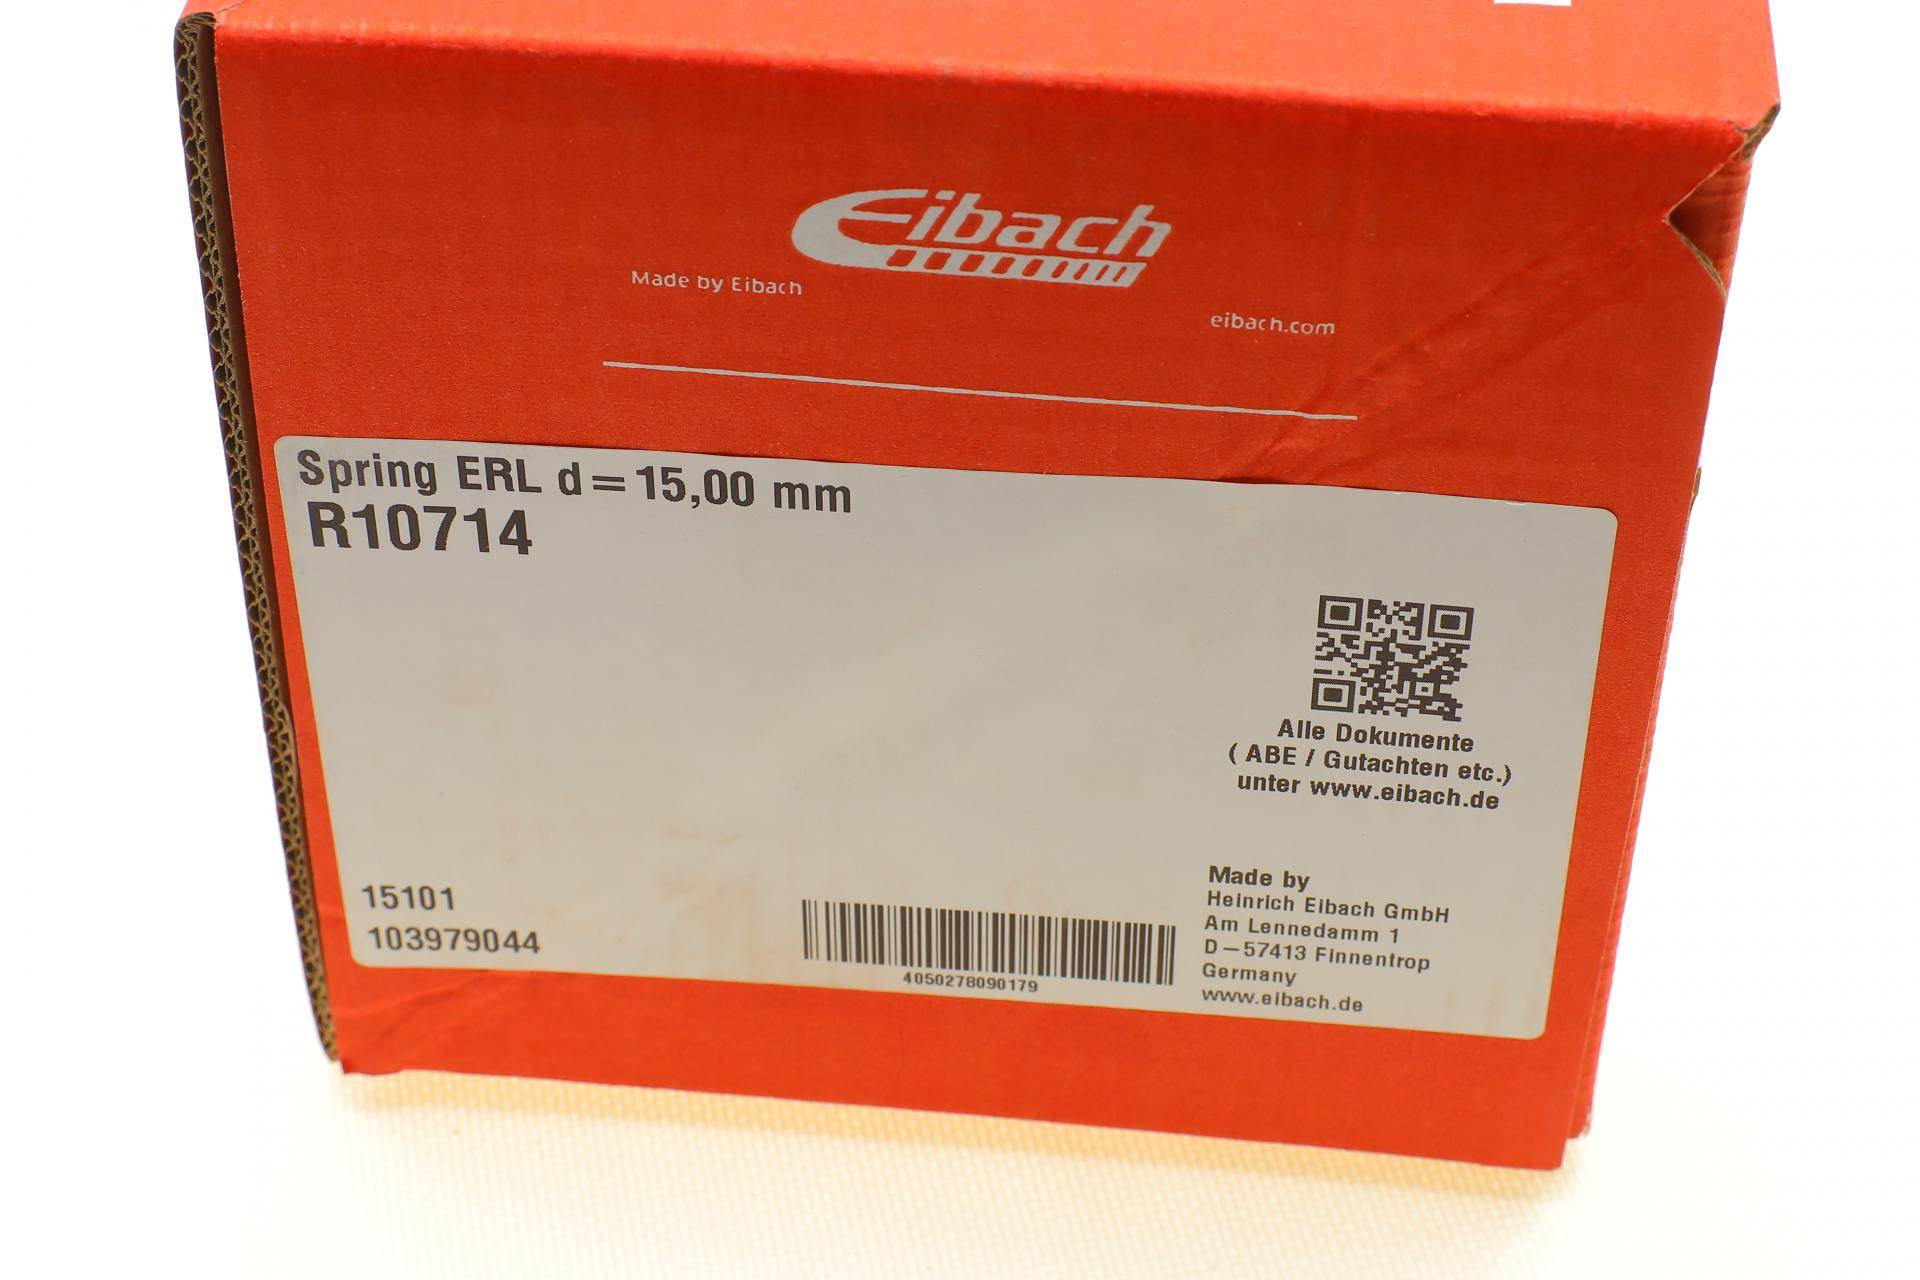 Eibach
Made by Eibach
eibach.com
Spring ERL d=15,00 mm
R10714
Alle Dokumente
( ABE / Gutachten etc.)
unter www.eibach.de
15101
103979044
4050278090179
Made by
Heinrich Eibach GmbH
Am Lennedamm 1
D-57413 Finnentrop
Germany
www.eibach.de